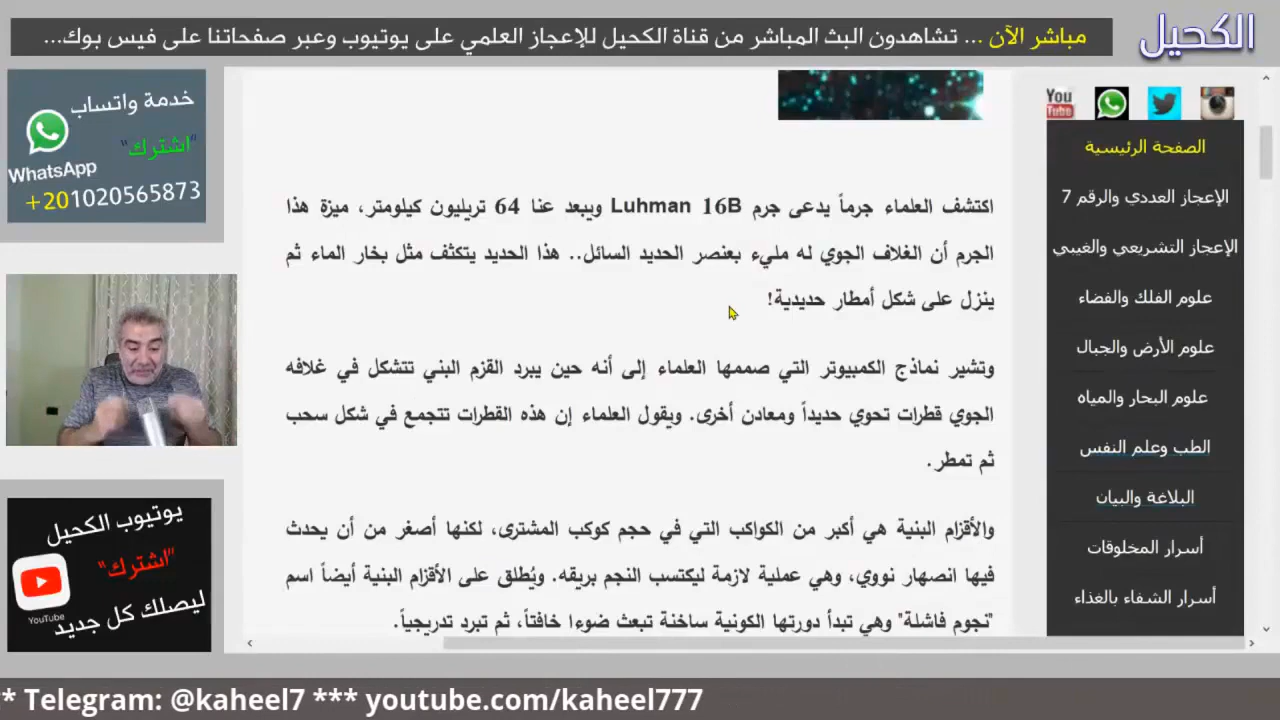 الكحيل
مباشر الآن ... تشاهدون البث المباشر من قناة الكحيل للإعجاز العلمي على يوتيوب وعبر صفحاتنا على فيس بوك...
You
Tube
الصفحة الرئيسية
الإعجاز العددي والرقم 7
الإعجاز التشريعي والغيبي
علوم الفلك والفضاء
علوم الأرض والجبال
علوم البحار والمياه
الطب وعلم النفس
البلاغة والبيان
أسرار المخلوقات
أسرار الشفاء بالغذاء
اكتشف العلماء جرماً يدعى جرم Luhman 16B ويبعد عنا 64 تريليون كيلومتر، ميزة هذا
الجرم أن الغلاف الجوي له مليء بعنصر الحديد السائل.. هذا الحديد يتكثف مثل بخار الماء ثم
ينزل على شكل أمطار حديدية!
وتشير نماذج الكمبيوتر التي صممها العلماء إلى أنه حين يبرد القزم البني تتشكل في غلافه
الجوي قطرات تحوي حديداً ومعادن أخرى. ويقول العلماء إن هذه القطرات تتجمع في شكل سحب
ثم تمطر.
والأقزام البنية هي أكبر من الكواكب التي في حجم كوكب المشترى، لكنها أصغر من أن يحدث
فيها انصهار نووي، وهي عملية لازمة ليكتسب النجم بريقه. ويُطلق على الأقزام البنية أيضاً اسم
"نجوم فاشلة" وهي تبدأ دورتها الكونية ساخنة تبعث ضوءا خافتاً، ثم تبرد تدريجياً.
خدمة واتساب
"اشترك"
WhatsApp
+201020565873
يوتيوب الكحيل
"اشترك"
YouTube
ليصلك كل جديد
* Telegram: @kaheel7 *** youtube.com/kaheel777